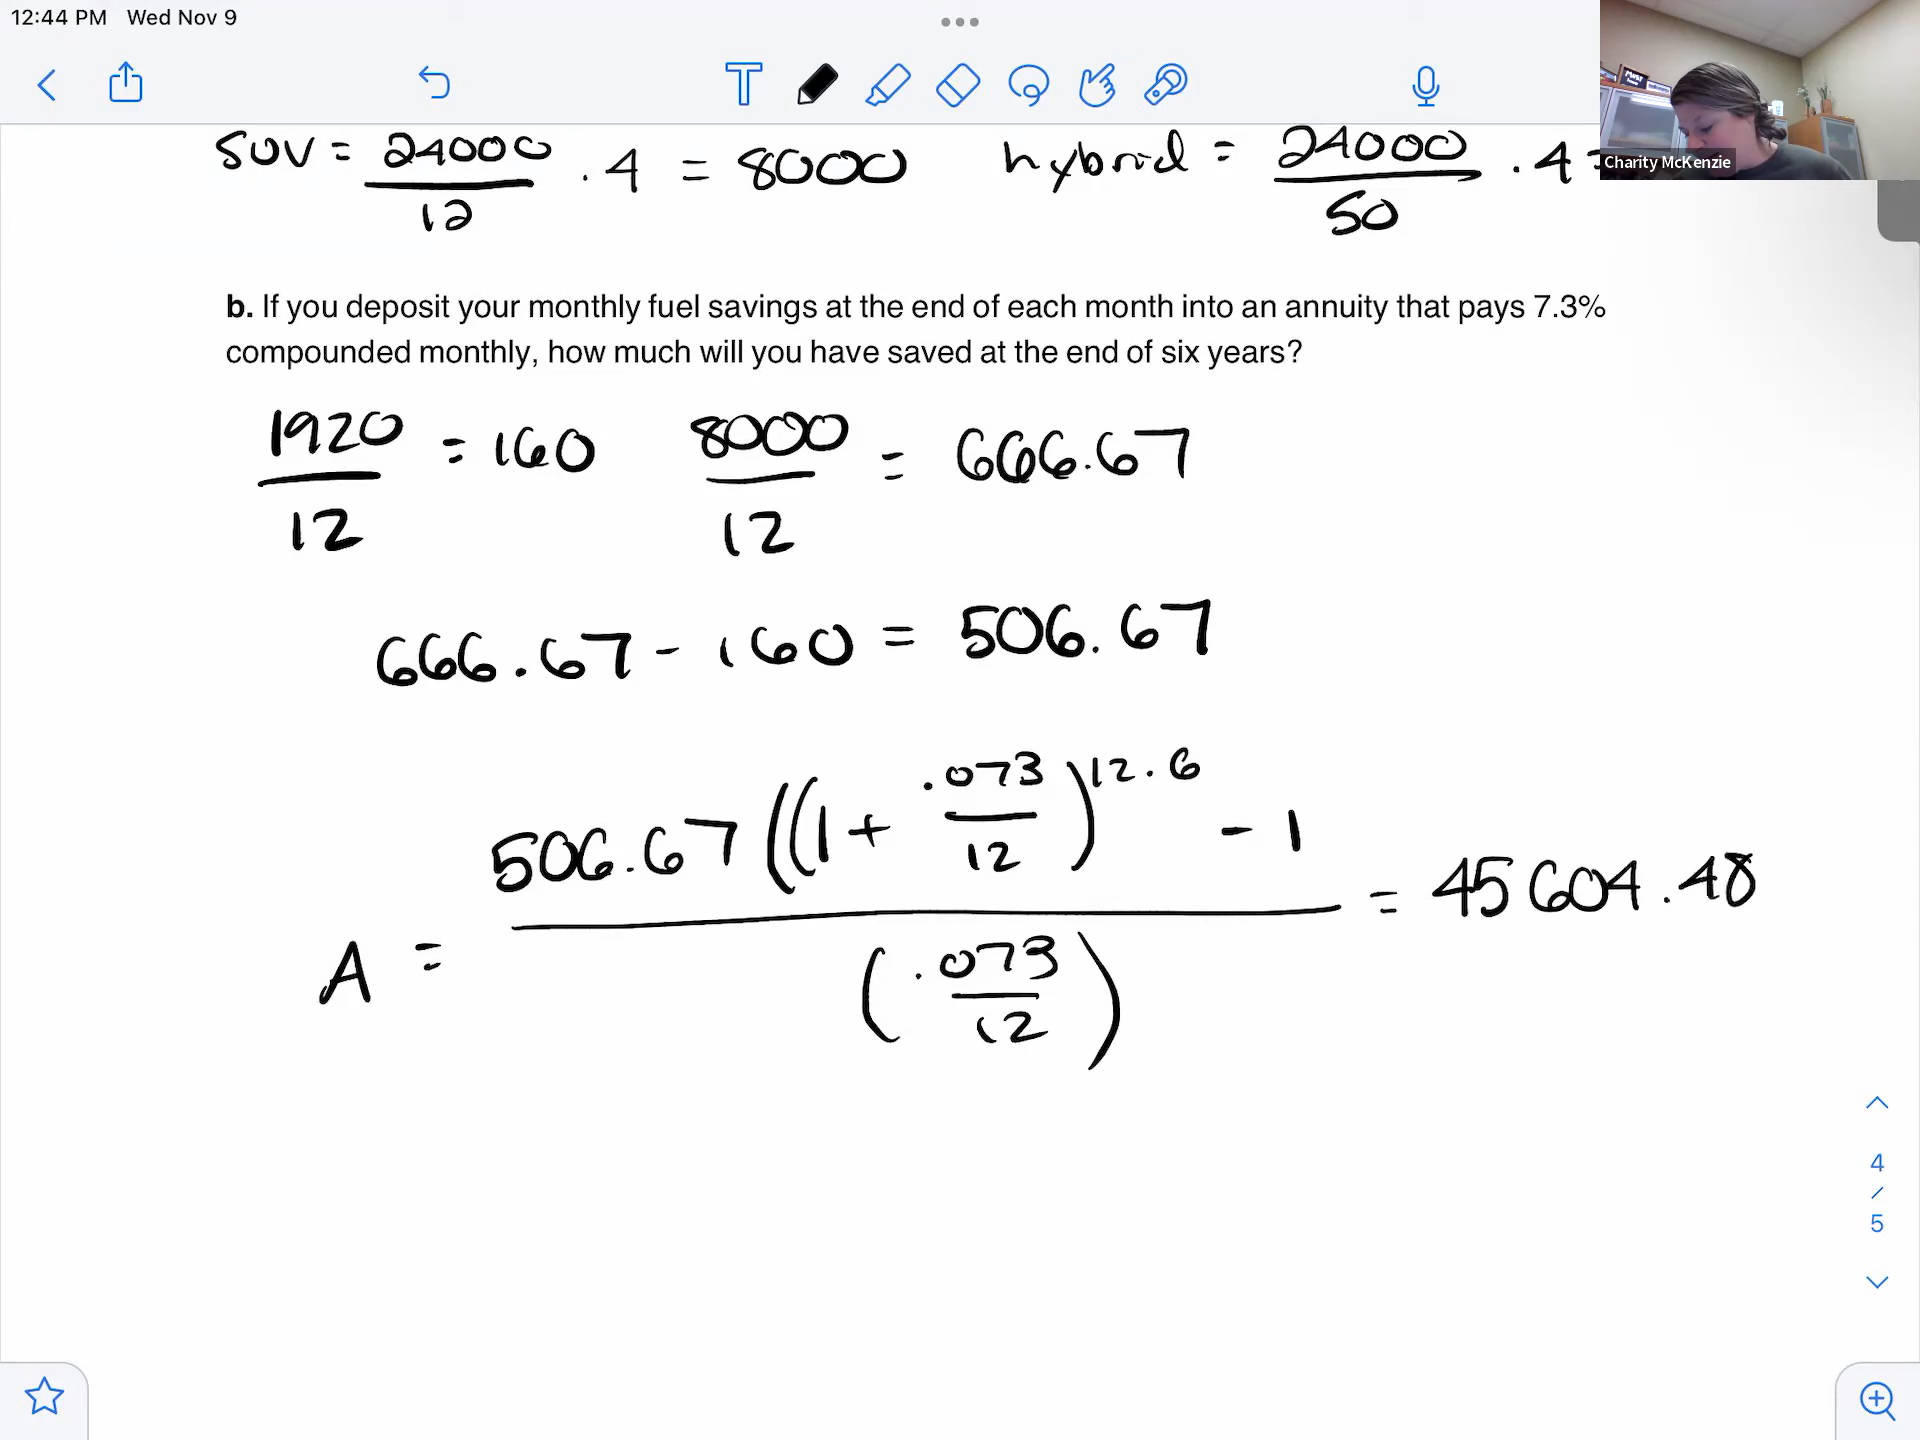 12:44 PM Wed Nov 9
SUV = 24000/12 · 4 = 8000 hybrid = 24000/50 · 4 =
Charity McKenzie
b. If you deposit your monthly fuel savings at the end of each month into an annuity that pays 7.3%
compounded monthly, how much will you have saved at the end of six years?
1920/12 = 160 8000/12 = 666.67
666.67 - 160 = 506.67
A = 506.67((1 + .073/12)^12·6 - 1 / (.073/12) = 45604.48
4
/
5